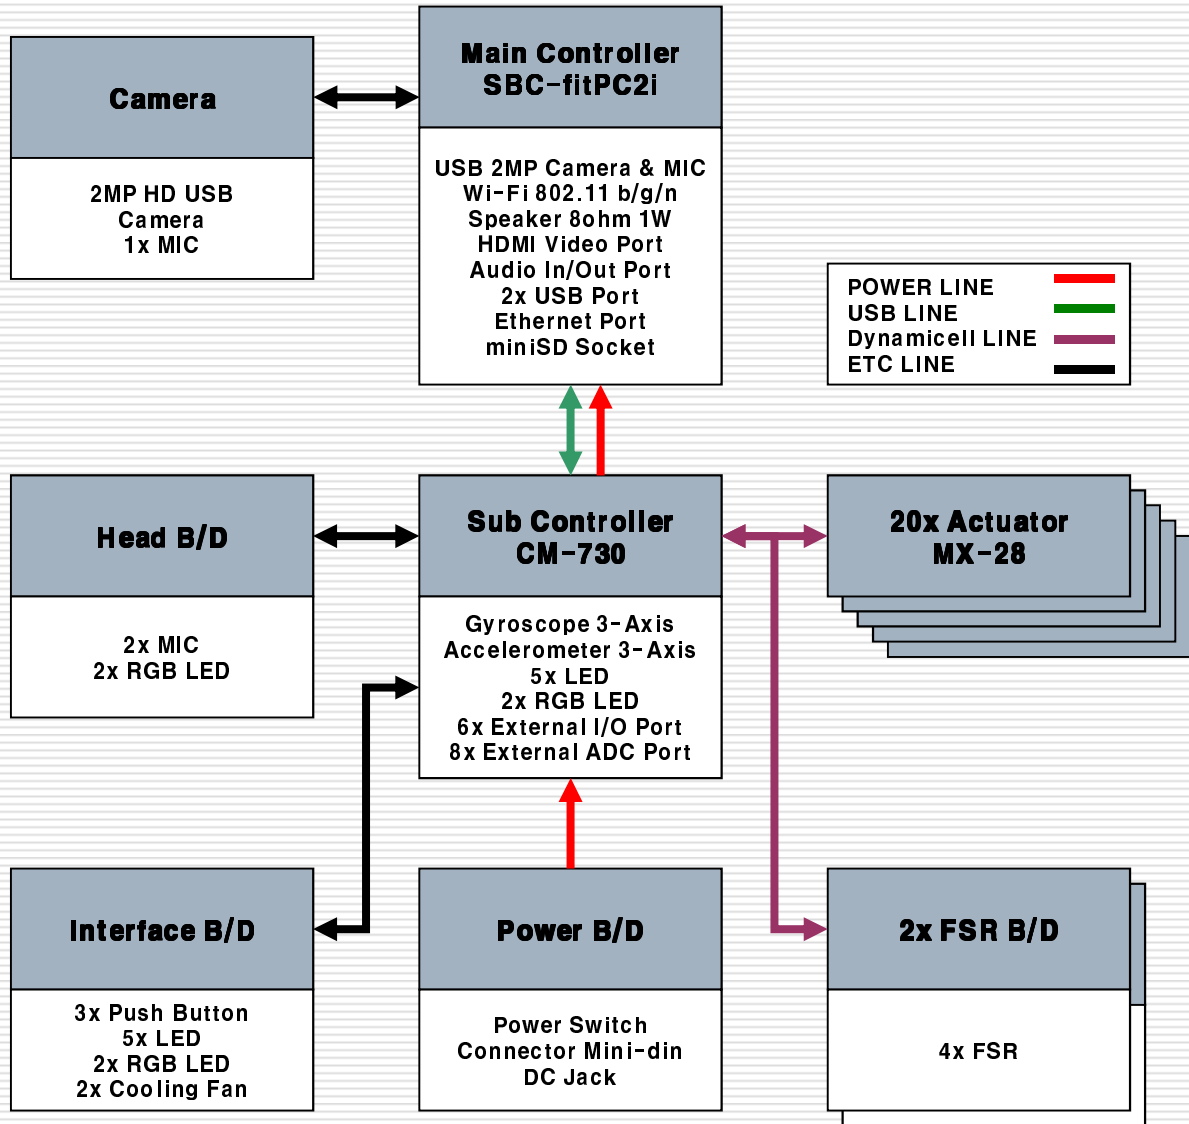 Camera
2MP HD USB
Camera
1x MIC
Main Controller
SBC-fitPC2i
USB 2MP Camera & MIC
Wi-Fi 802.11 b/g/n
Speaker 8ohm 1W
HDMI Video Port
Audio In/Out Port
2x USB Port
Ethernet Port
miniSD Socket
POWER LINE
USB LINE
Dynamicell LINE
ETC LINE
Head B/D
2x MIC
2x RGB LED
Sub Controller
CM-730
Gyroscope 3-Axis
Accelerometer 3-Axis
5x LED
2x RGB LED
6x External I/O Port
8x External ADC Port
20x Actuator
MX-28
Interface B/D
3x Push Button
5x LED
2x RGB LED
2x Cooling Fan
Power B/D
Power Switch
Connector Mini-din
DC Jack
2x FSR B/D
4x FSR